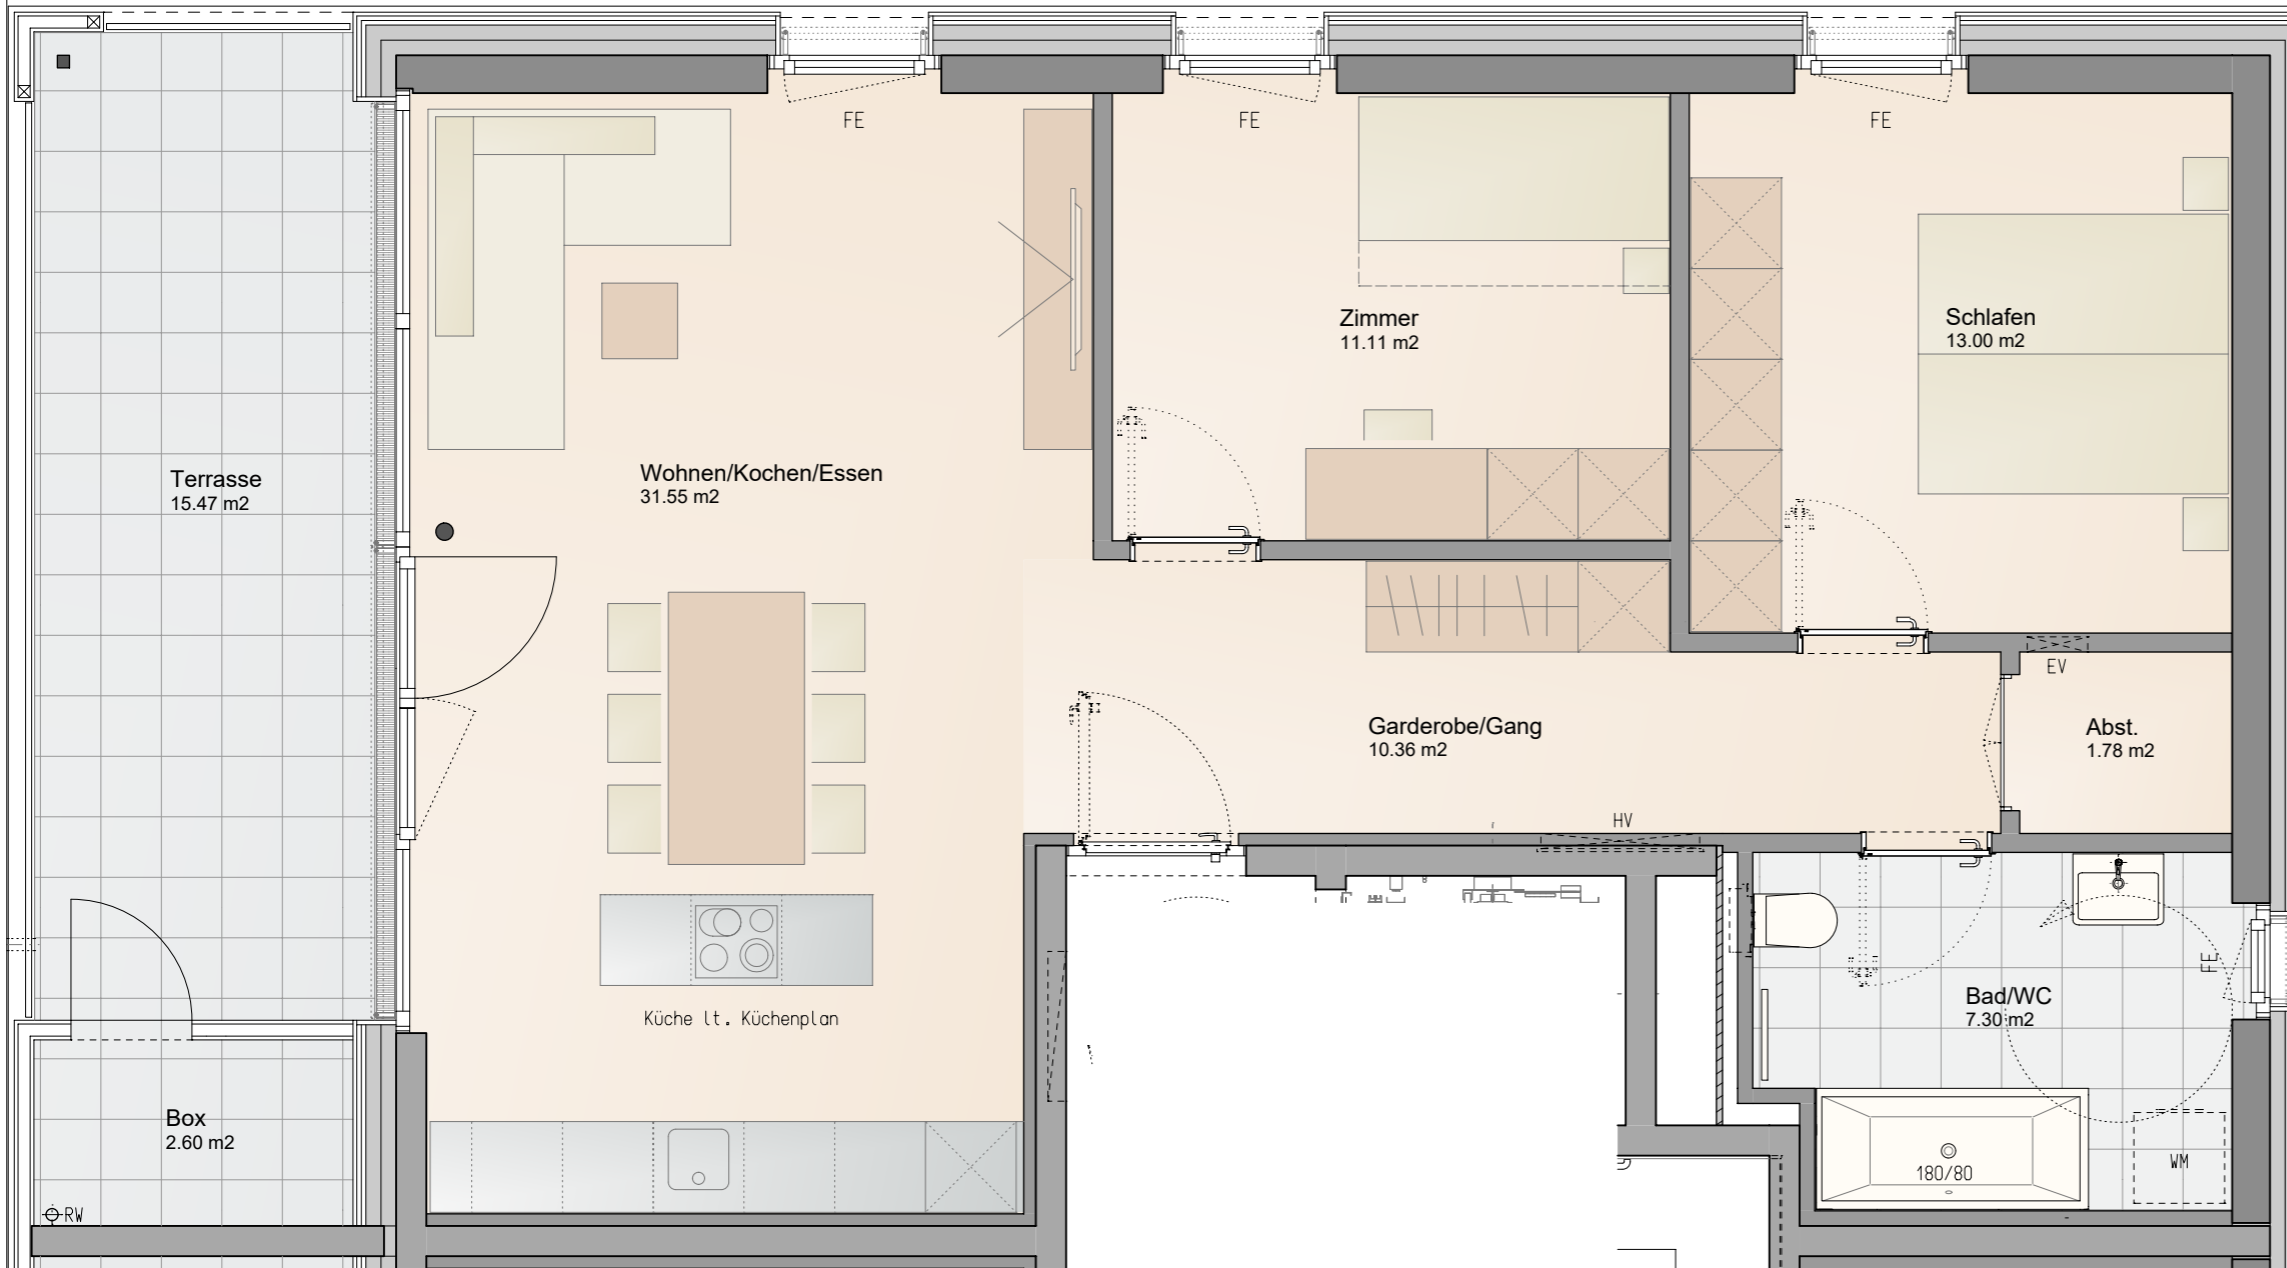 FE
FE
FE
Zimmer
11.11 m2
Schlafen
13.00 m2
Terrasse
15.47 m2
Wohnen/Kochen/Essen
31.55 m2
EV
Garderobe/Gang
10.36 m2
Abst.
1.78 m2
HV
FE
Bad/WC
7.30 m2
Küche lt. Küchenplan
Box
2.60 m2
180/80
WM
RW